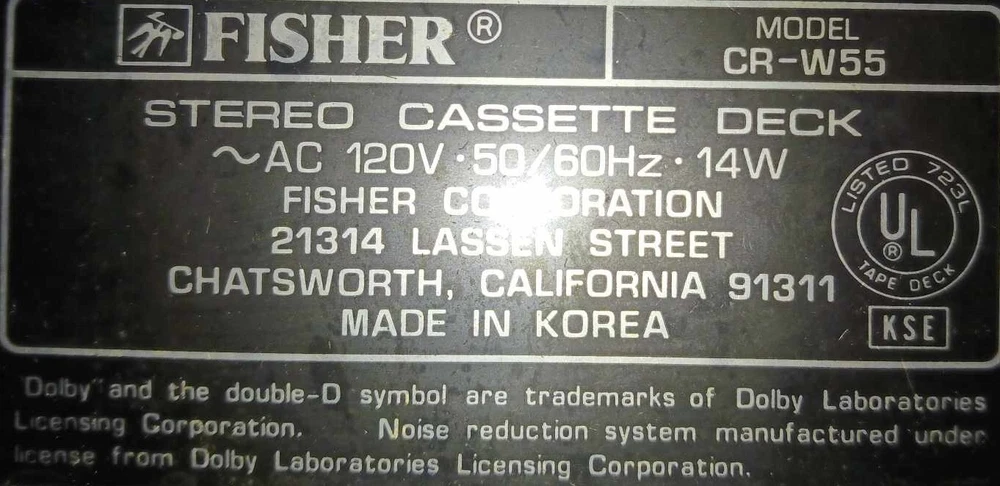 FISHER®
MODEL
CR-W55
STEREO CASSETTE DECK
~AC 120V·50/60Hz·14W
FISHER CORPORATION
21314 LASSEN STREET
CHATSWORTH, CALIFORNIA 91311
MADE IN KOREA
LISTED 723L
UL®
TAPE DECK
KSE
"Dolby" and the double-D symbol are trademarks of Dolby Laboratories
Licensing Corporation. Noise reduction system manufactured under
license from Dolby Laboratories Licensing Corporation.